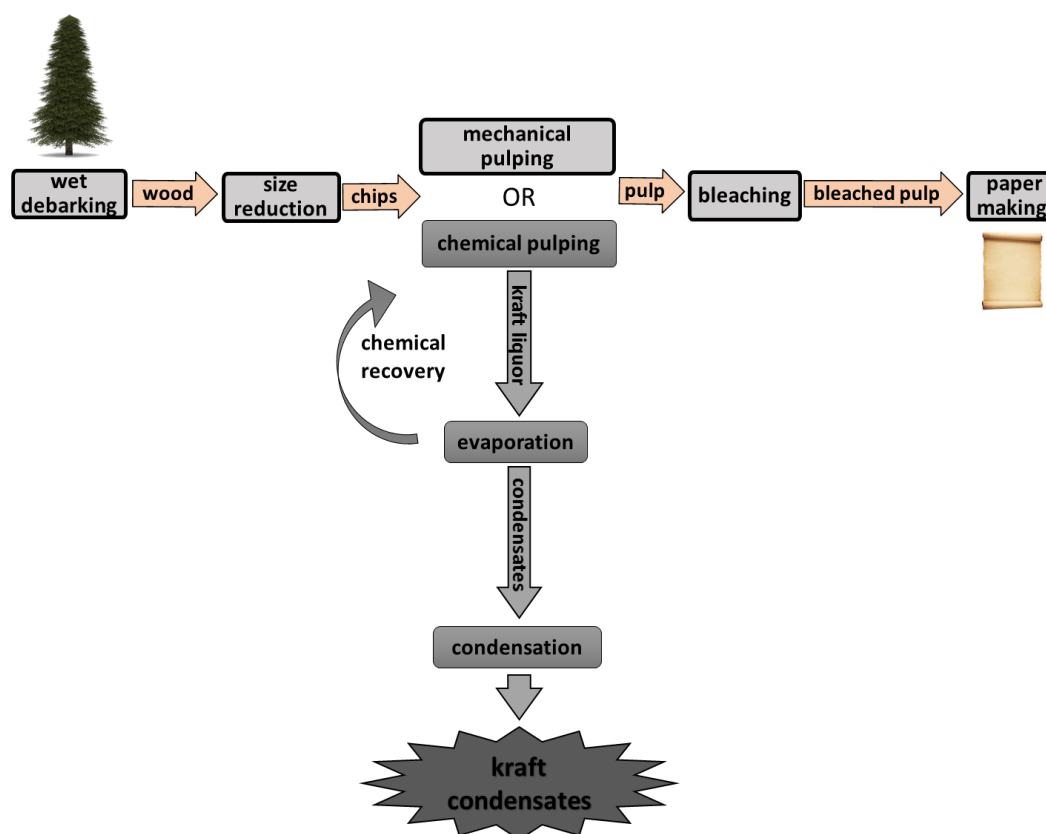 mechanical
pulping
wet
debarking
wood
size
reduction
chips
OR
pulp
bleaching
bleached pulp
paper
making
chemical pulping
kraft liquor
chemical
recovery
evaporation
condensates
condensation
kraft
condensates